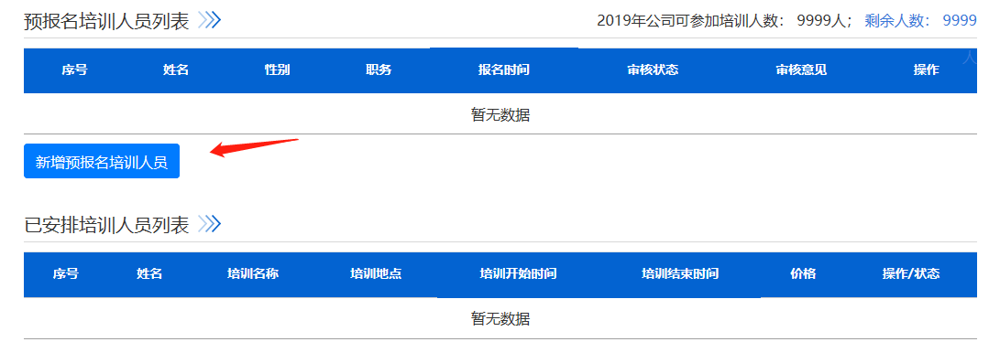 预报名培训人员列表 2019年公司可参加培训人数： 9999人； 剩余人数： 9999
人
序号 姓名 性别 职务 报名时间 审核状态 审核意见 操作
暂无数据
新增预报名培训人员
已安排培训人员列表
序号 姓名 培训名称 培训地点 培训开始时间 培训结束时间 价格 操作/状态
暂无数据